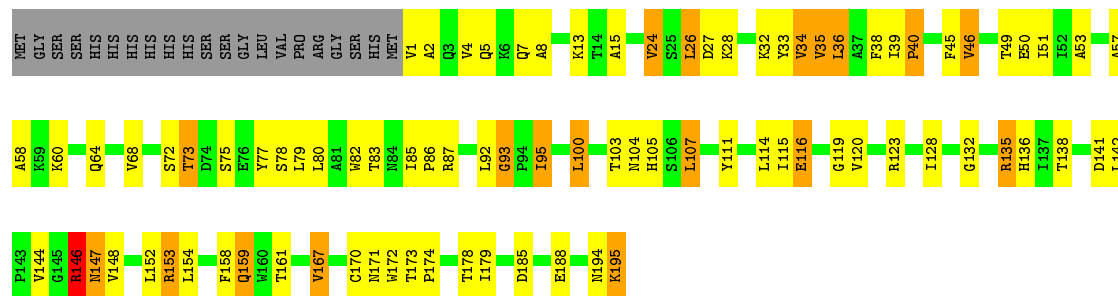 MET GLY SER SER HIS HIS HIS HIS HIS HIS SER SER GLY LEU VAL PRO ARG GLY SER HIS MET V1 A2 Q3 V4 Q5 K6 Q7 A8 K13 T14 A15 V24 S25 L26 D27 K28 K32 Y33 V34 V35 L36 A37 F38 I39 P40 F45 V46 T49 E50 I51 I52 A53 A57
A58 K59 K60 Q64 V68 S72 T73 D74 S75 E76 Y77 S78 L79 L80 A81 W82 T83 N84 I85 P86 R87 L92 G93 P94 I95 L100 T103 N104 H105 S106 L107 Y111 L114 I115 E116 G119 V120 R123 I128 G132 R135 H136 I137 T138 D141 L142
P143 V144 G145 R146 N147 V148 L152 R153 L154 F158 Q159 W160 T161 V167 C170 N171 W172 T173 P174 T178 I179 D185 E188 N194 K195